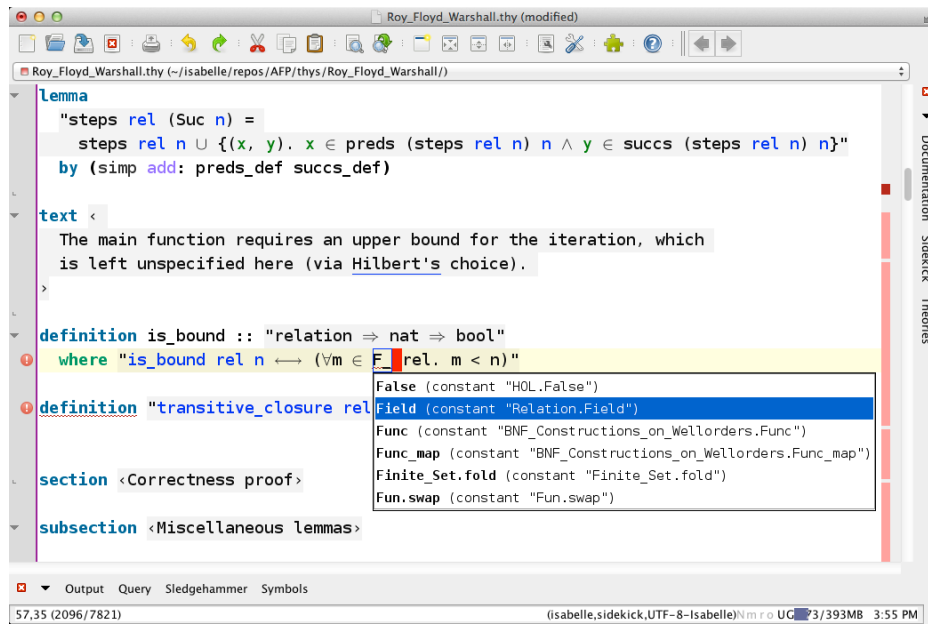 Roy_Floyd_Warshall.thy (modified)
Roy_Floyd_Warshall.thy (~/isabelle/repos/AFP/thys/Roy_Floyd_Warshall/)
lemma
"steps rel (Suc n) =
steps rel n ∪ {(x, y). x ∈ preds (steps rel n) n ∧ y ∈ succs (steps rel n) n}"
by (simp add: preds_def succs_def)
text ‹
The main function requires an upper bound for the iteration, which
is left unspecified here (via Hilbert's choice).
›
definition is_bound :: "relation ⇒ nat ⇒ bool"
where "is_bound rel n ⟷ (∀m ∈ F_ rel. m < n)"
False (constant "HOL.False")
definition "transitive_closure rel
Field (constant "Relation.Field")
Func (constant "BNF_Constructions_on_Wellorders.Func")
Func_map (constant "BNF_Constructions_on_Wellorders.Func_map")
section ‹Correctness proof›
Finite_Set.fold (constant "Finite_Set.fold")
Fun.swap (constant "Fun.swap")
subsection ‹Miscellaneous lemmas›
Documentation
Sidekick
Theories
Output Query Sledgehammer Symbols
57,35 (2096/7821)
(isabelle,sidekick,UTF-8-Isabelle)N m r o UG 73/393MB 3:55 PM